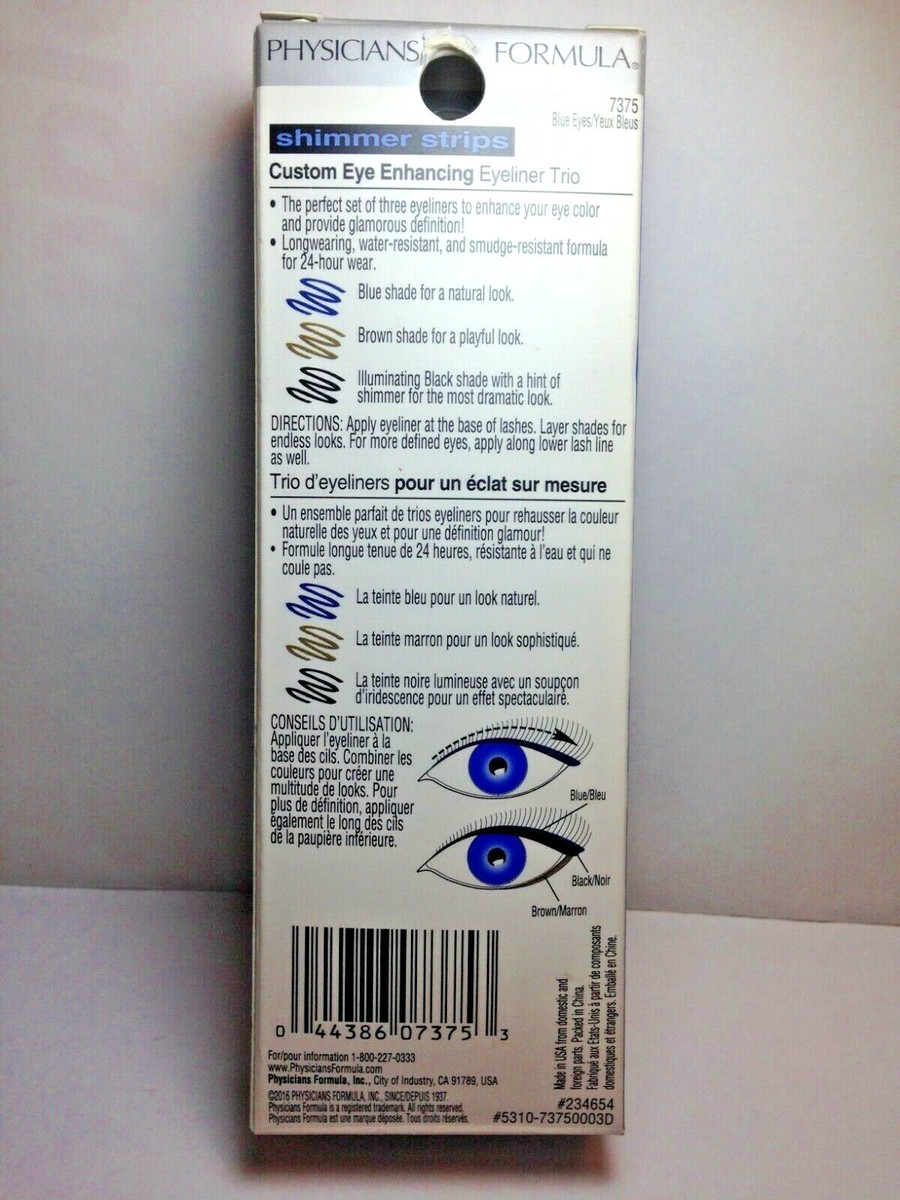 PHYSICIANS FORMULA®
7375
Blue Eyes/Yeux Bleus
shimmer strips
Custom Eye Enhancing Eyeliner Trio
• The perfect set of three eyeliners to enhance your eye color
and provide glamorous definition!
• Longwearing, water-resistant, and smudge-resistant formula
for 24-hour wear.
Blue shade for a natural look.
Brown shade for a playful look.
Illuminating Black shade with a hint of
shimmer for the most dramatic look.
DIRECTIONS: Apply eyeliner at the base of lashes. Layer shades for
endless looks. For more defined eyes, apply along lower lash line
as well.
Trio d'eyeliners pour un éclat sur mesure
• Un ensemble parfait de trios eyeliners pour rehausser la couleur
naturelle des yeux et pour une définition glamour!
• Formule longue tenue de 24 heures, résistante à l'eau et qui ne
coule pas.
La teinte bleu pour un look naturel.
La teinte marron pour un look sophistiqué.
La teinte noire lumineuse avec un soupçon
d'iridescence pour un effet spectaculaire.
CONSEILS D'UTILISATION:
Appliquer l'eyeliner à la
base des cils. Combiner les
couleurs pour créer une
multitude de looks. Pour
plus de définition, appliquer
également le long des cils
de la paupière inférieure.
Blue/Bleu
Black/Noir
Brown/Marron
0 44386 07375 3
Made in USA from domestic and
foreign parts. Packed in China.
Fabriqué aux Etats-Unis à partir de composants
domestiques et étrangers. Emballé en Chine.
For/pour information 1-800-227-0333
www.PhysiciansFormula.com
Physicians Formula, Inc., City of Industry, CA 91789, USA
©2016 PHYSICIANS FORMULA, INC., SINCE/DEPUIS 1937.
Physicians Formula is a registered trademark. All rights reserved.
Physicians Formula est une marque déposée. Tous droits réservés.
#234654
#5310-73750003D